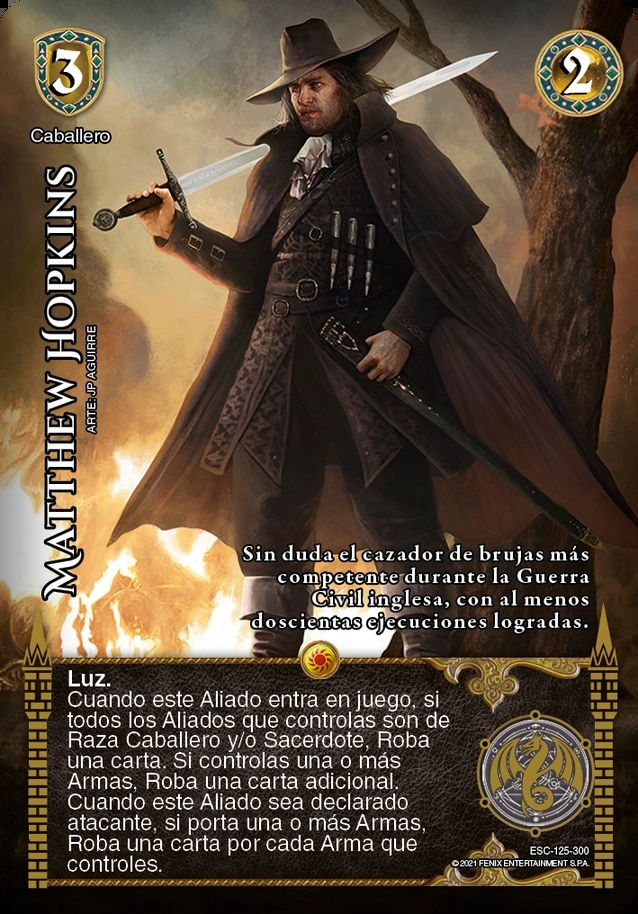 3
2
Caballero
MATTHEW HOPKINS
ARTE: JP AGUIRRE
Sin duda el cazador de brujas más
competente durante la Guerra
Civil inglesa, con al menos
doscientas ejecuciones logradas.
Luz.
Cuando este Aliado entra en juego, si
todos los Aliados que controlas son de
Raza Caballero y/o Sacerdote, Roba
una carta. Si controlas una o más
Armas, Roba una carta adicional.
Cuando este Aliado sea declarado
atacante, si porta una o más Armas,
Roba una carta por cada Arma que
controles.
ESC-125-300
©2021 FENIX ENTERTAINMENT S.P.A.